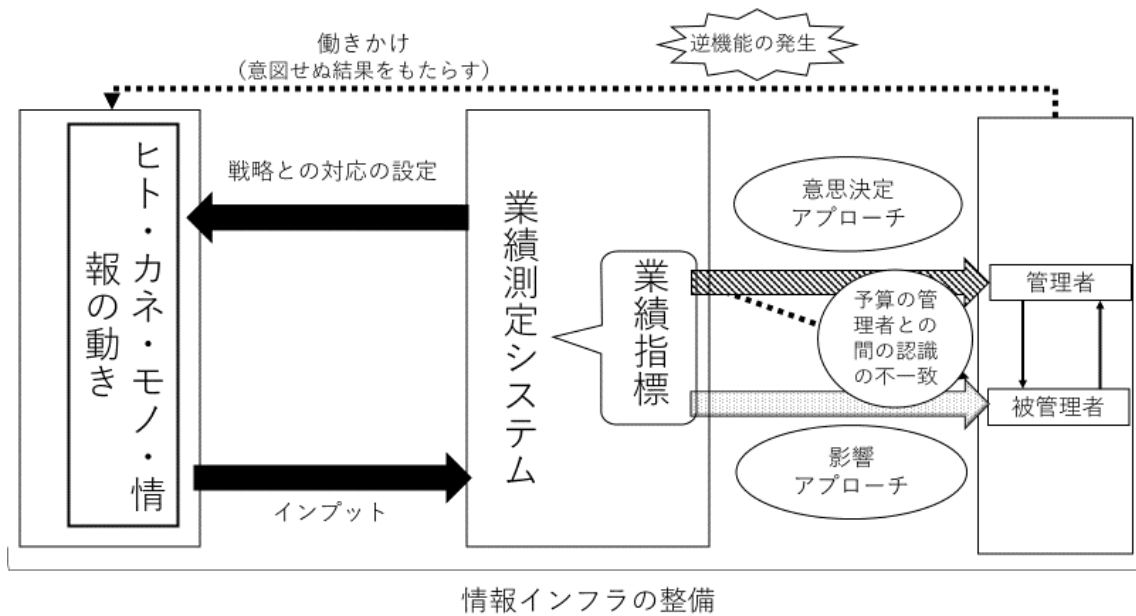 逆機能の発生
働きかけ
（意図せぬ結果をもたらす）
ヒト・カネ・モノ・情
報の動き
戦略との対応の設定
インプット
業績測定システム
業績指標
意思決定
アプローチ
予算の管
理者との
間の認識
の不一致
影響
アプローチ
管理者
被管理者
情報インフラの整備